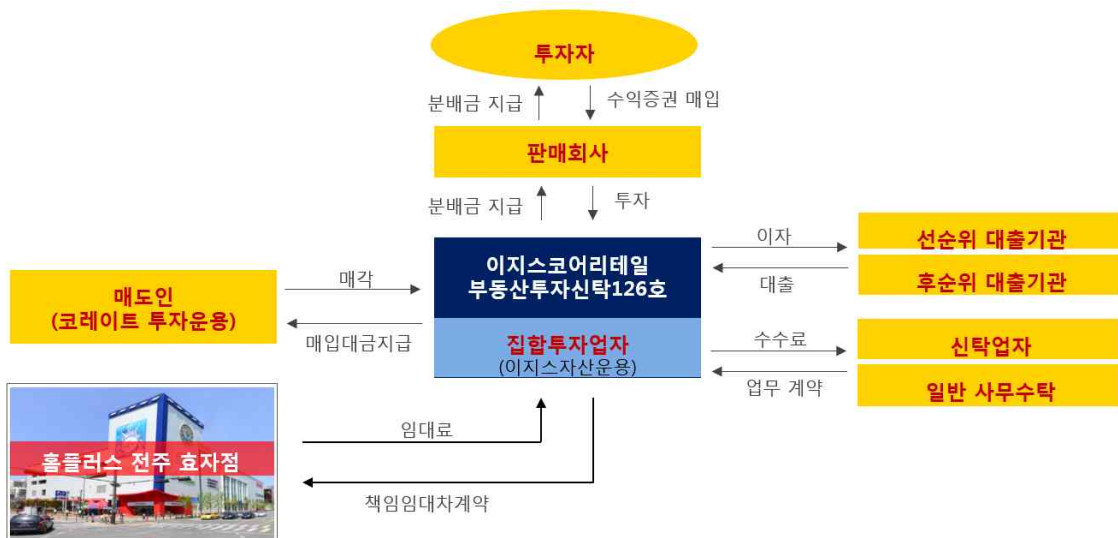 투자자
분배금 지급
수익증권 매입
판매회사
분배금 지급
투자
이지스코어리테일
부동산투자신탁126호
집합투자업자
(이지스자산운용)
이자
대출
선순위 대출기관
후순위 대출기관
매도인
(코레이트 투자운용)
매각
매입대금지급
수수료
업무 계약
신탁업자
일반 사무수탁
홈플러스 전주 효자점
임대료
책임임대차계약